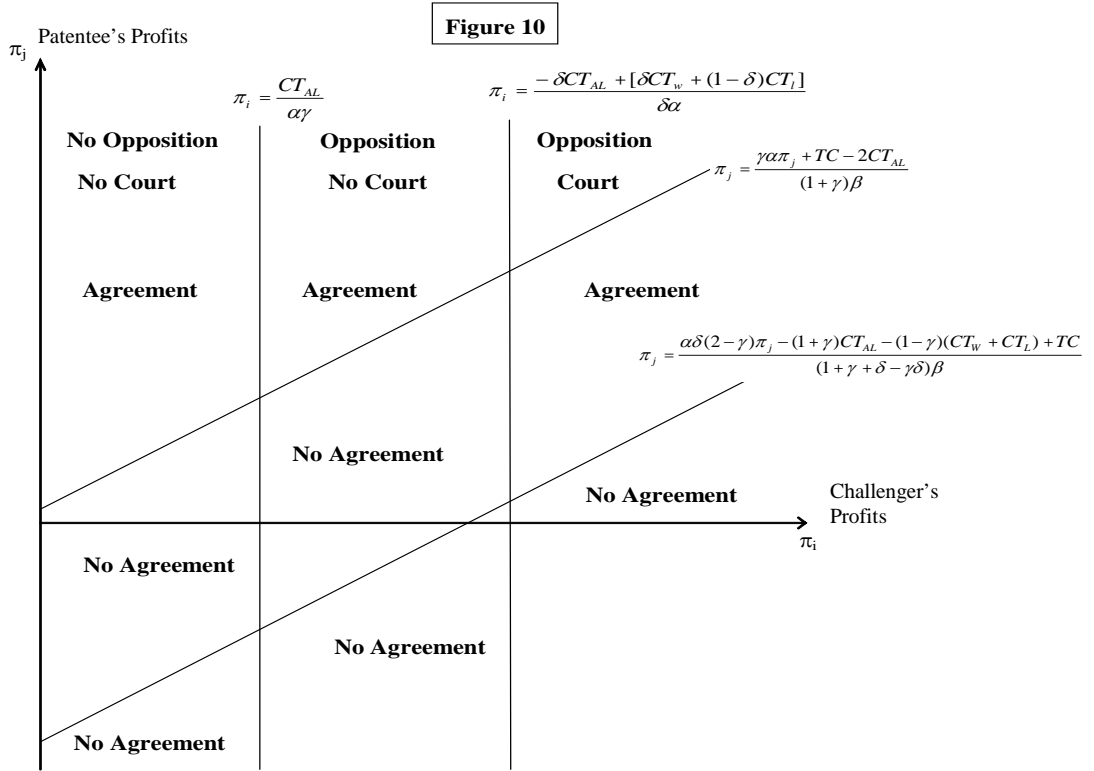 Figure 10
Patentee's Profits
π_j
π_i = CT_AL / αγ
π_i = −δCT_AL + [δCT_w + (1−δ)CT_l] / δα
No Opposition
No Court
Opposition
No Court
Opposition
Court
π_j = γαπ_j + TC − 2CT_AL / (1+γ)β
Agreement
Agreement
Agreement
π_j = αδ(2−γ)π_j − (1+γ)CT_AL − (1−γ)(CT_W + CT_L) + TC / (1+γ+δ−γδ)β
No Agreement
No Agreement
Challenger's
Profits
π_i
No Agreement
No Agreement
No Agreement